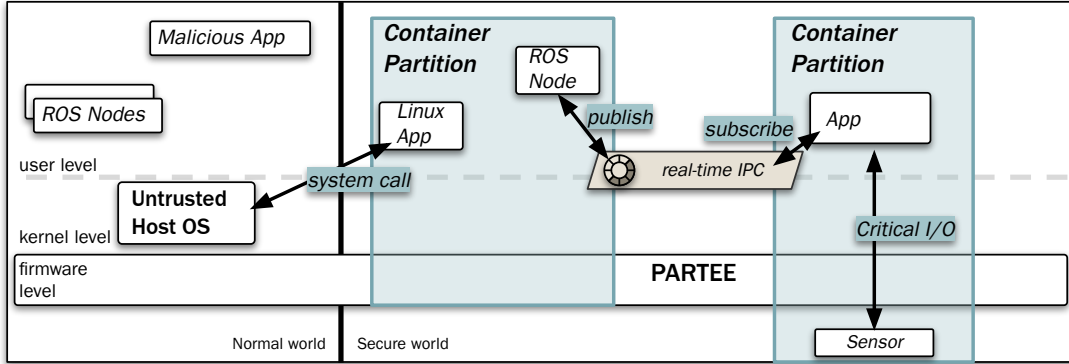 Malicious App
ROS Nodes
user level
Untrusted
Host OS
kernel level
firmware
level
Normal world
system call
Container
Partition
Linux
App
ROS
Node
publish
real-time IPC
subscribe
Container
Partition
App
Critical I/O
PARTEE
Sensor
Secure world